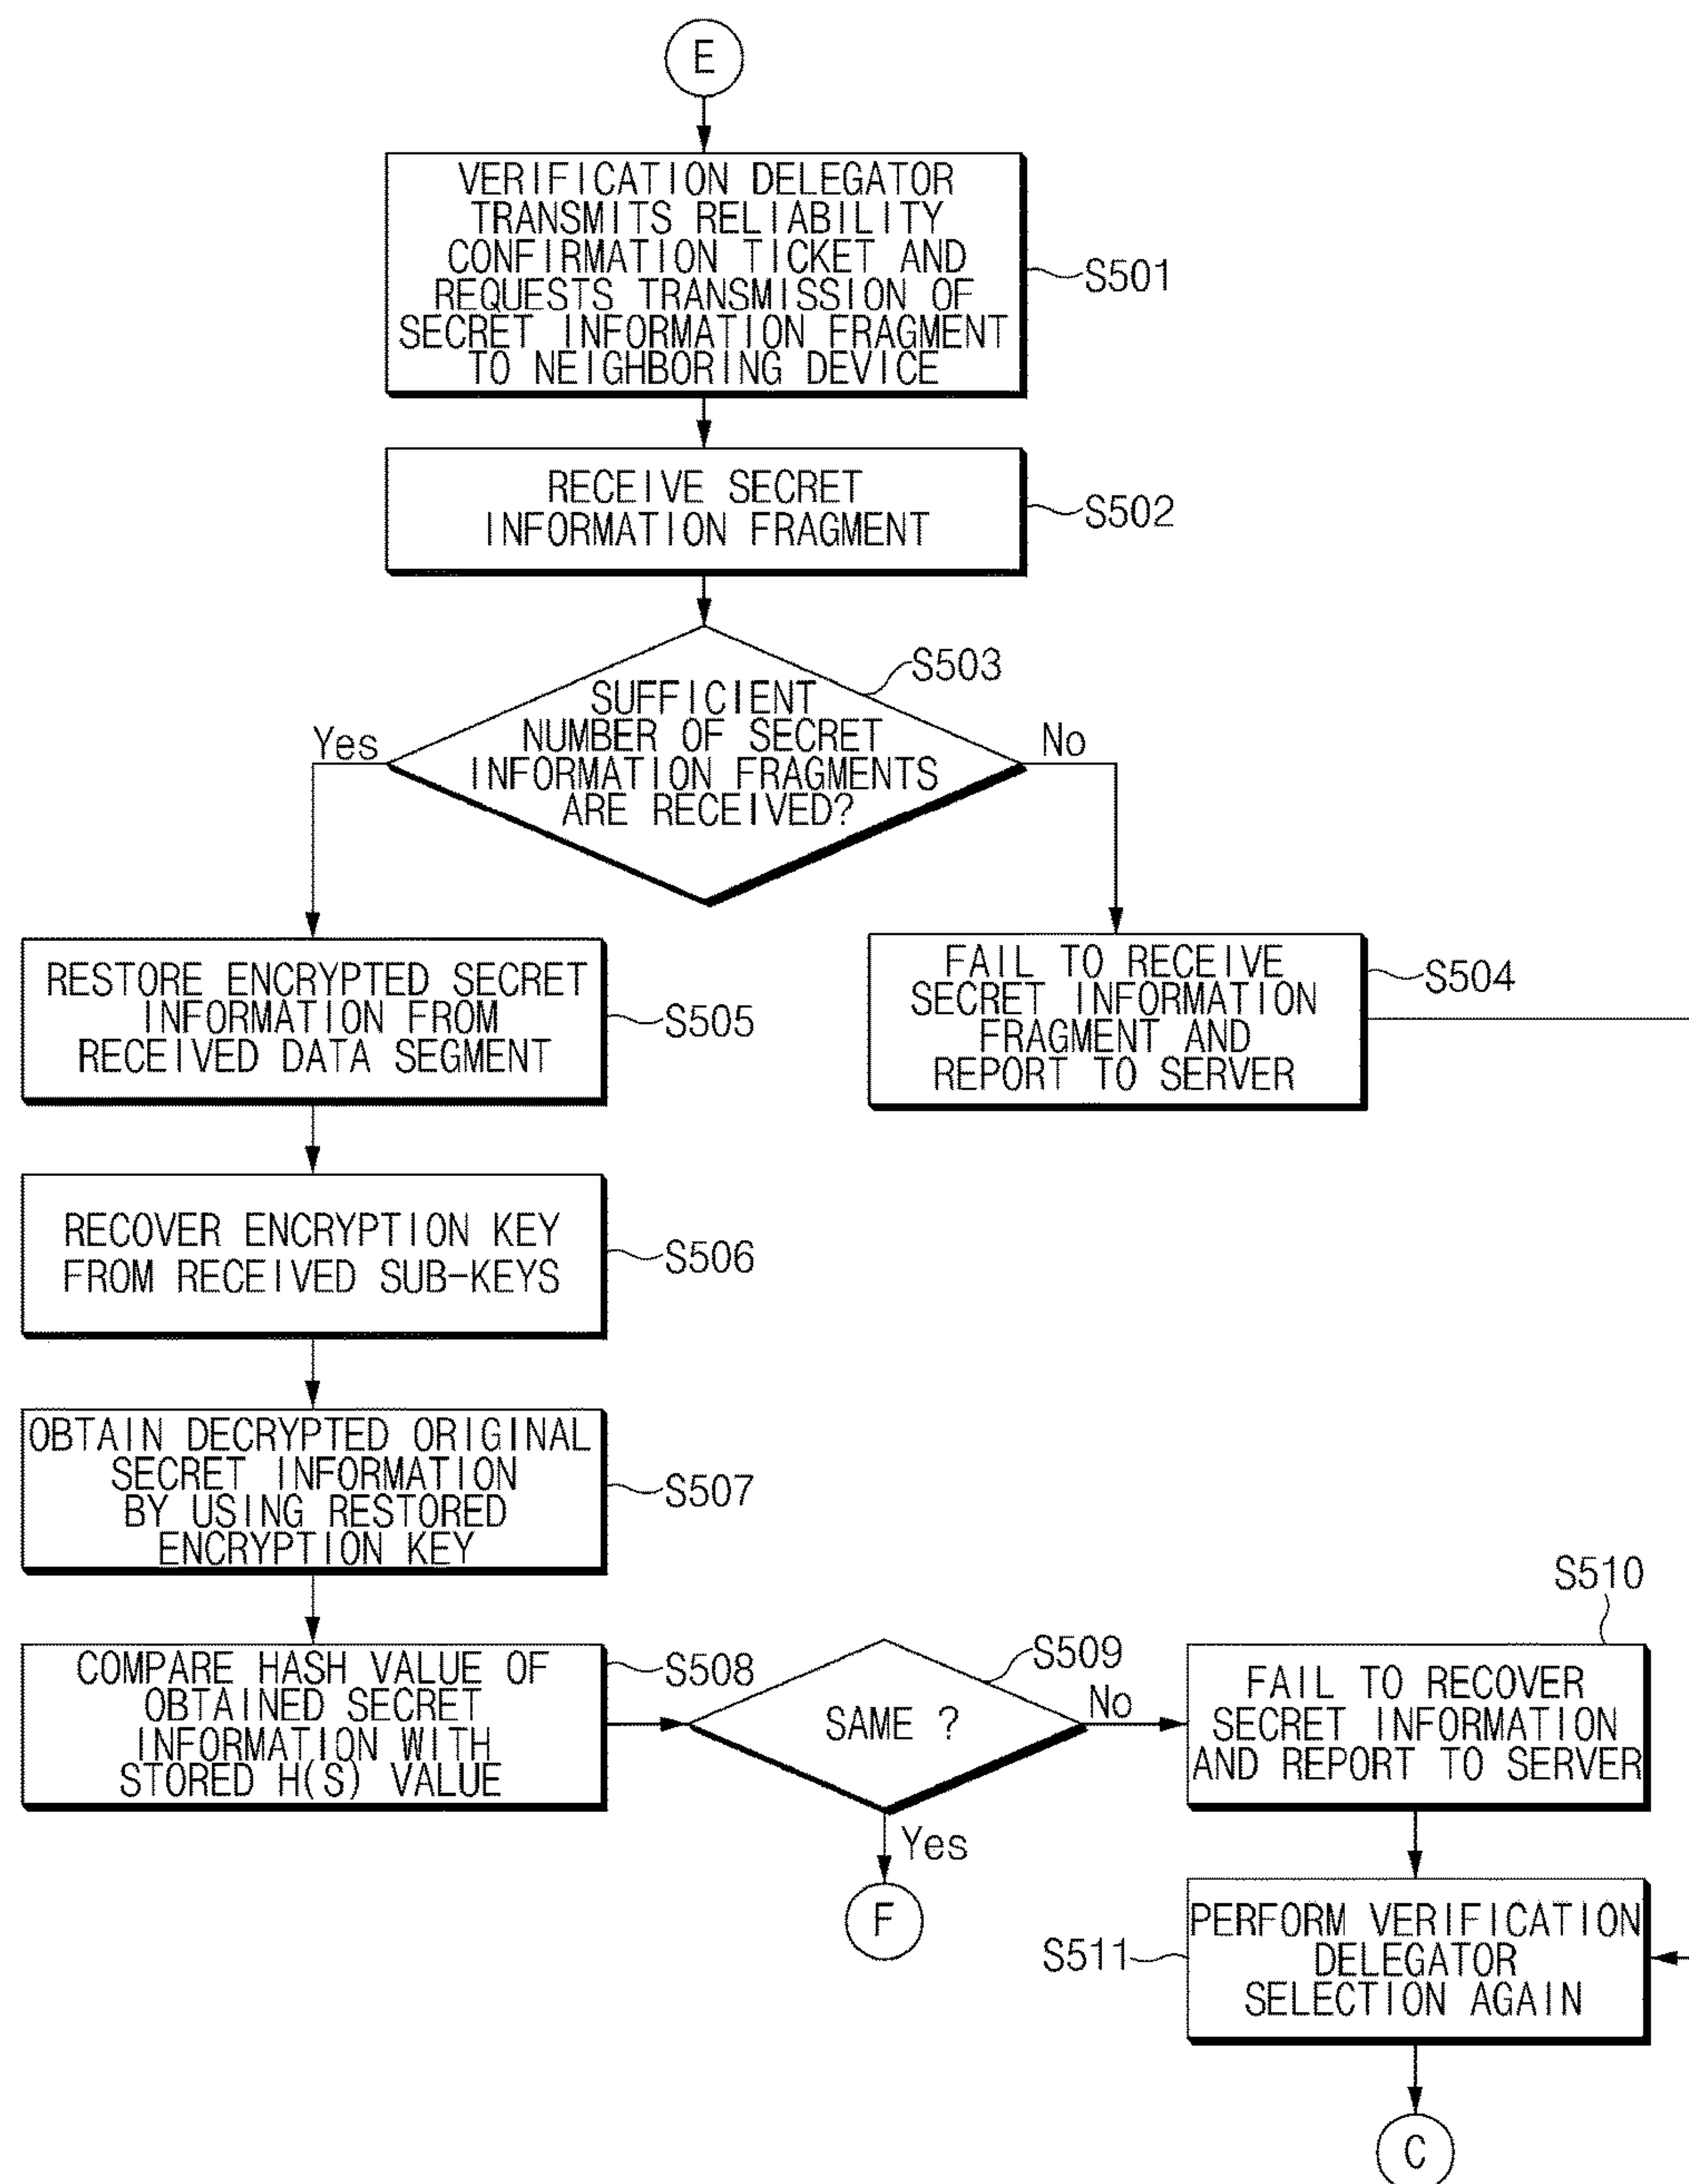 E
VERIFICATION DELEGATOR
TRANSMITS RELIABILITY
CONFIRMATION TICKET AND
REQUESTS TRANSMISSION OF
SECRET INFORMATION FRAGMENT
TO NEIGHBORING DEVICE
S501
RECEIVE SECRET
INFORMATION FRAGMENT
S502
S503
SUFFICIENT
NUMBER OF SECRET
INFORMATION FRAGMENTS
ARE RECEIVED?
Yes
No
RESTORE ENCRYPTED SECRET
INFORMATION FROM
RECEIVED DATA SEGMENT
S505
FAIL TO RECEIVE
SECRET INFORMATION
FRAGMENT AND
REPORT TO SERVER
S504
RECOVER ENCRYPTION KEY
FROM RECEIVED SUB-KEYS
S506
OBTAIN DECRYPTED ORIGINAL
SECRET INFORMATION
BY USING RESTORED
ENCRYPTION KEY
S507
COMPARE HASH VALUE OF
OBTAINED SECRET
INFORMATION WITH
STORED H(S) VALUE
S508
SAME ?
S509
No
Yes
F
S510
FAIL TO RECOVER
SECRET INFORMATION
AND REPORT TO SERVER
PERFORM VERIFICATION
DELEGATOR
SELECTION AGAIN
S511
C